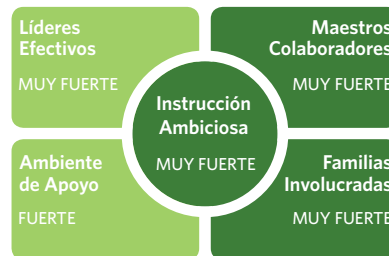 Líderes
Efectivos
MUY FUERTE
Maestros
Colaboradores
MUY FUERTE
Instrucción
Ambiciosa
MUY FUERTE
Ambiente
de Apoyo
FUERTE
Familias
Involucradas
MUY FUERTE